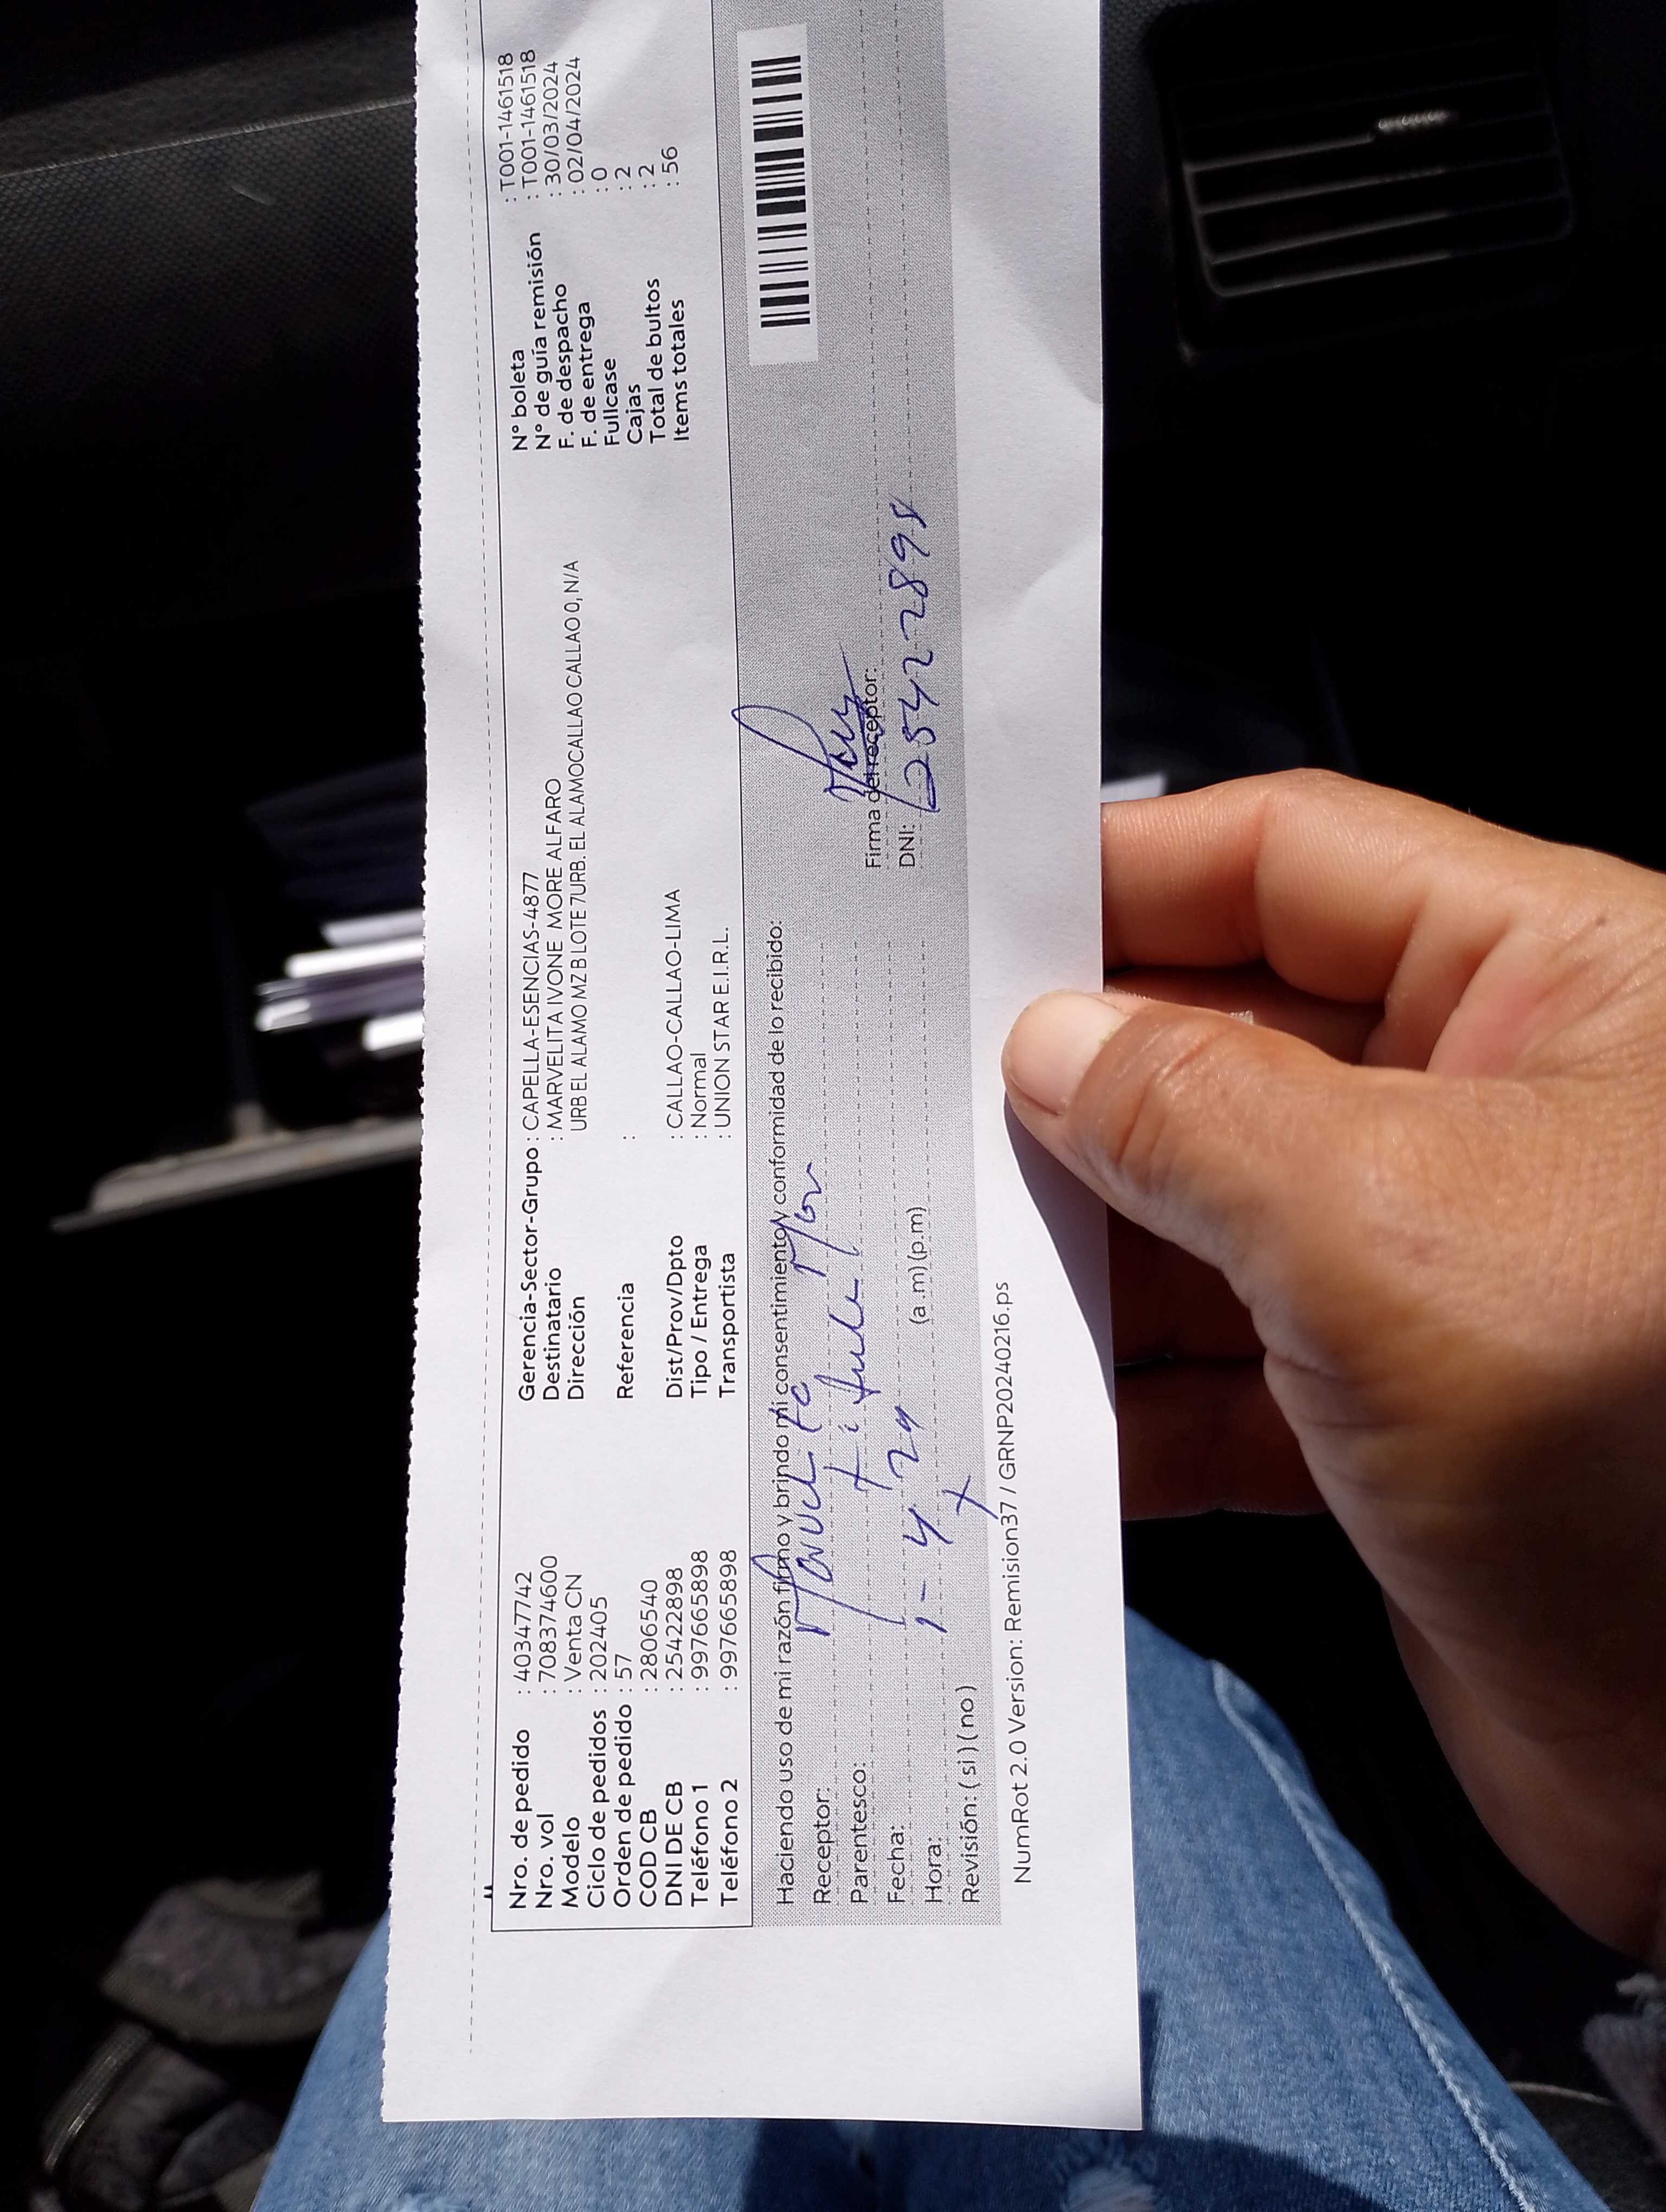 Nro. de pedido : 40347742 Gerencia-Sector-Grupo : CAPELLA-ESENCIAS-4877 N° boleta : T001-1461518
Nro. vol : 708374600 Destinatario : MARVELITA IVONE MORE ALFARO N° de guía remisión : T001-1461518
Modelo : Venta CN Dirección URB EL ALAMO MZ B LOTE 7URB. EL ALAMOCALLAO CALLAO 0, N/A F. de despacho : 30/03/2024
Ciclo de pedidos : 202405 F. de entrega : 02/04/2024
Orden de pedido : 57 Referencia : Fullcase : 0
COD CB : 2806540 Cajas : 2
DNI DE CB : 25422898 Dist/Prov/Dpto : CALLAO-CALLAO-LIMA Total de bultos : 2
Teléfono 1 : 997665898 Tipo / Entrega : Normal Items totales : 56
Teléfono 2 : 997665898 Transportista : UNION STAR E.I.R.L.
Haciendo uso de mi razón firmo y brindo mi consentimiento y conformidad de lo recibido:
Receptor:
Parentesco: Firma del receptor:
Fecha: 1-4 24 DNI: 25422898
Hora: (a.m) (p.m)
Revisión: ( si ) ( no ) X
NumRot 2.0 Version: Remision37 / GRNP20240216.ps